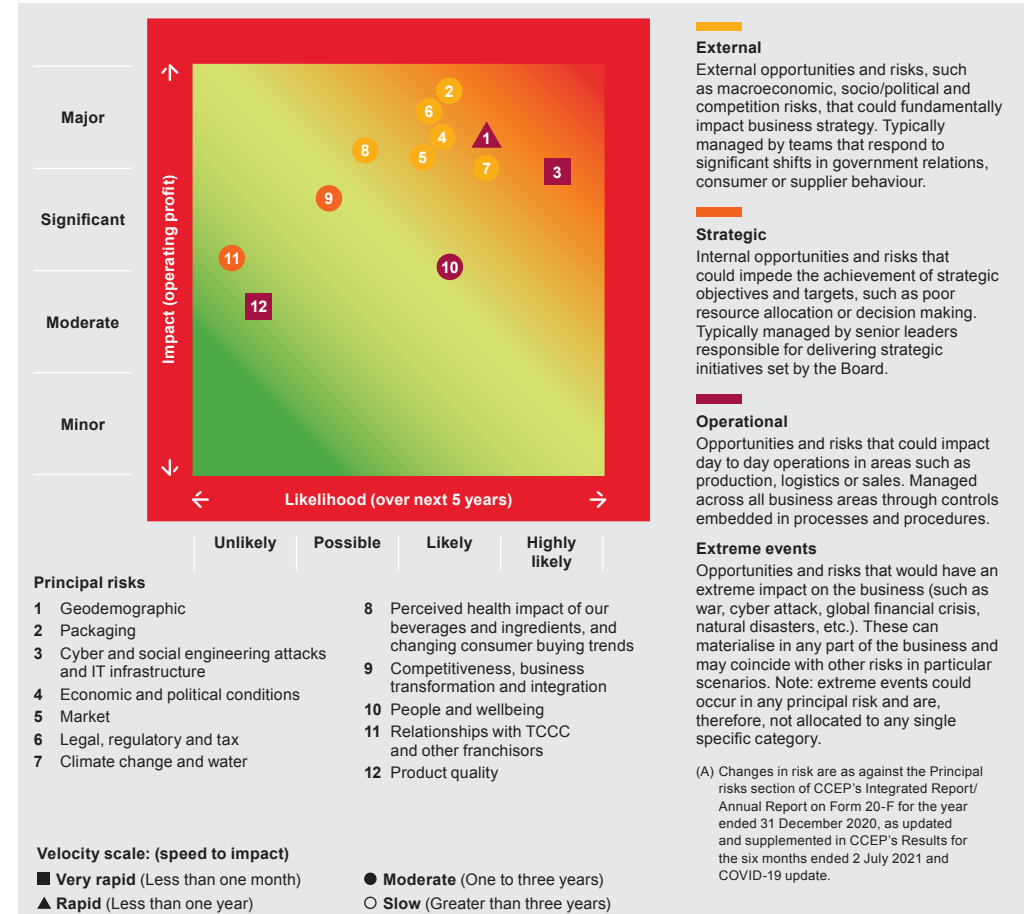 Major
Significant
Moderate
Minor
Impact (operating profit)
2
6
4
1
8
5
7
3
9
11
10
12
Likelihood (over next 5 years)
Unlikely
Possible
Likely
Highly
likely
Principal risks
1 Geodemographic
2 Packaging
3 Cyber and social engineering attacks
and IT infrastructure
4 Economic and political conditions
5 Market
6 Legal, regulatory and tax
7 Climate change and water
8 Perceived health impact of our
beverages and ingredients, and
changing consumer buying trends
9 Competitiveness, business
transformation and integration
10 People and wellbeing
11 Relationships with TCCC
and other franchisors
12 Product quality
Velocity scale: (speed to impact)
Very rapid (Less than one month)
Rapid (Less than one year)
Moderate (One to three years)
Slow (Greater than three years)
External
External opportunities and risks, such
as macroeconomic, socio/political and
competition risks, that could fundamentally
impact business strategy. Typically
managed by teams that respond to
significant shifts in government relations,
consumer or supplier behaviour.
Strategic
Internal opportunities and risks that
could impede the achievement of strategic
objectives and targets, such as poor
resource allocation or decision making.
Typically managed by senior leaders
responsible for delivering strategic
initiatives set by the Board.
Operational
Opportunities and risks that could impact
day to day operations in areas such as
production, logistics or sales. Managed
across all business areas through controls
embedded in processes and procedures.
Extreme events
Opportunities and risks that would have an
extreme impact on the business (such as
war, cyber attack, global financial crisis,
natural disasters, etc.). These can
materialise in any part of the business and
may coincide with other risks in particular
scenarios. Note: extreme events could
occur in any principal risk and are,
therefore, not allocated to any single
specific category.
(A) Changes in risk are as against the Principal
risks section of CCEP's Integrated Report/
Annual Report on Form 20-F for the year
ended 31 December 2020, as updated
and supplemented in CCEP's Results for
the six months ended 2 July 2021 and
COVID-19 update.